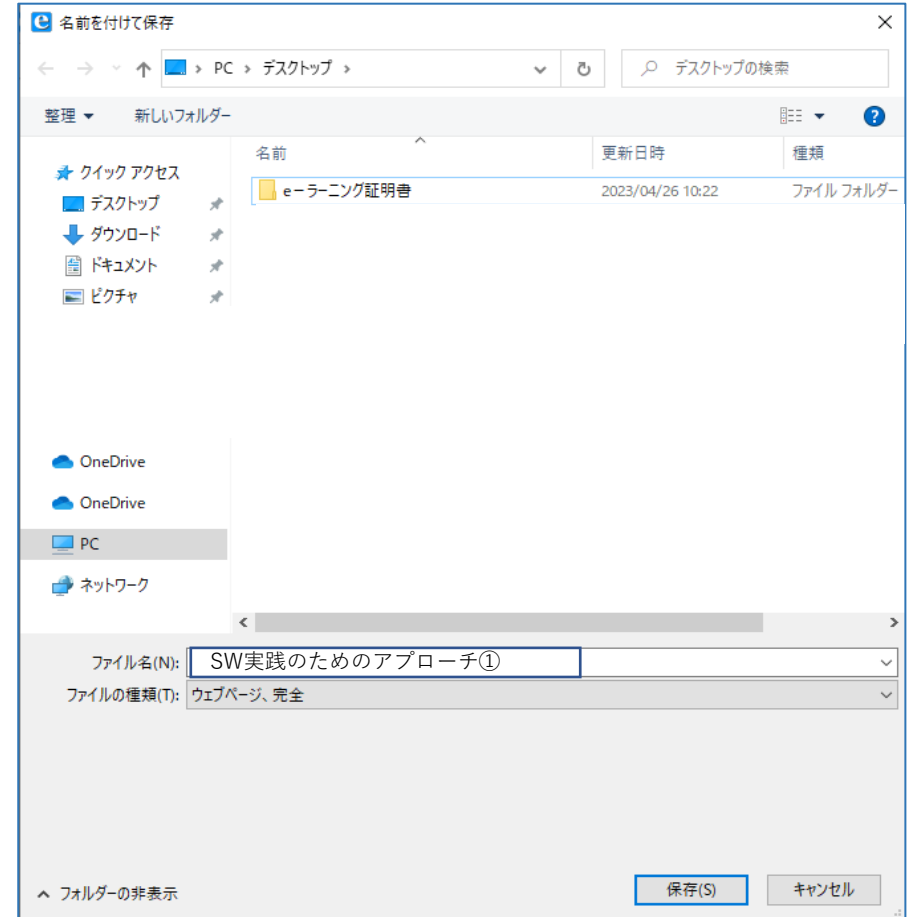 名前を付けて保存
PC › デスクトップ ›
デスクトップの検索
整理
新しいフォルダー
名前
更新日時
種類
クイック アクセス
e－ラーニング証明書
2023/04/26 10:22
ファイル フォルダー
デスクトップ
ダウンロード
ドキュメント
ピクチャ
OneDrive
OneDrive
PC
ネットワーク
ファイル名(N):
SW実践のためのアプローチ①
ファイルの種類(T):
ウェブページ、完全
フォルダーの非表示
保存(S)
キャンセル